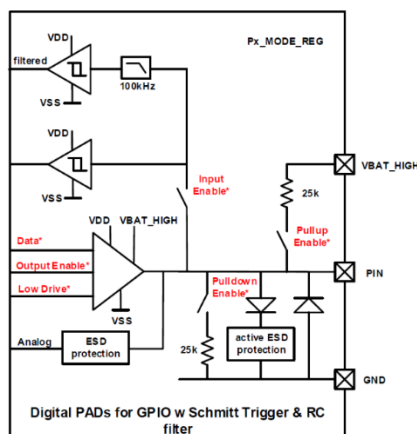 VDD
Px_MODE_REG
filtered
100kHz
VSS
VDD
VBAT_HIGH
VSS
Input
Enable*
25k
Pullup
Enable*
VDD
VBAT_HIGH
Data*
Output Enable*
Low Drive*
PIN
VSS
Pulldown
Enable*
Analog
ESD
protection
25k
active ESD
protection
GND
Digital PADs for GPIO w Schmitt Trigger & RC
filter